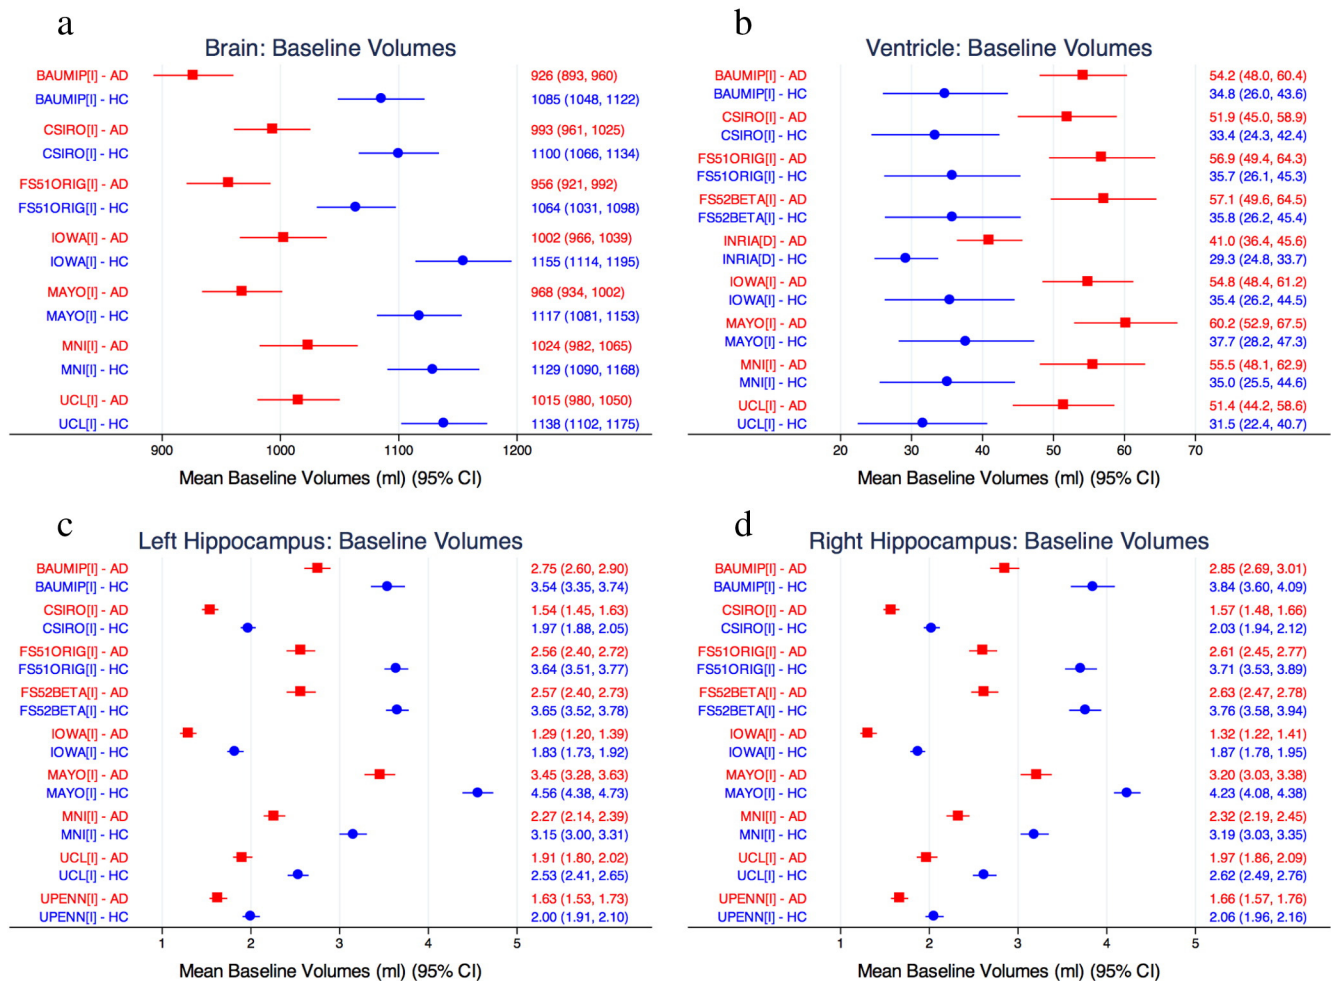 a
Brain: Baseline Volumes
BAUMIP[I] - AD 926 (893, 960)
BAUMIP[I] - HC 1085 (1048, 1122)
CSIRO[I] - AD 993 (961, 1025)
CSIRO[I] - HC 1100 (1066, 1134)
FS51ORIG[I] - AD 956 (921, 992)
FS51ORIG[I] - HC 1064 (1031, 1098)
IOWA[I] - AD 1002 (966, 1039)
IOWA[I] - HC 1155 (1114, 1195)
MAYO[I] - AD 968 (934, 1002)
MAYO[I] - HC 1117 (1081, 1153)
MNI[I] - AD 1024 (982, 1065)
MNI[I] - HC 1129 (1090, 1168)
UCL[I] - AD 1015 (980, 1050)
UCL[I] - HC 1138 (1102, 1175)
900 1000 1100 1200
Mean Baseline Volumes (ml) (95% CI)
b
Ventricle: Baseline Volumes
BAUMIP[I] - AD 54.2 (48.0, 60.4)
BAUMIP[I] - HC 34.8 (26.0, 43.6)
CSIRO[I] - AD 51.9 (45.0, 58.9)
CSIRO[I] - HC 33.4 (24.3, 42.4)
FS51ORIG[I] - AD 56.9 (49.4, 64.3)
FS51ORIG[I] - HC 35.7 (26.1, 45.3)
FS52BETA[I] - AD 57.1 (49.6, 64.5)
FS52BETA[I] - HC 35.8 (26.2, 45.4)
INRIA[D] - AD 41.0 (36.4, 45.6)
INRIA[D] - HC 29.3 (24.8, 33.7)
IOWA[I] - AD 54.8 (48.4, 61.2)
IOWA[I] - HC 35.4 (26.2, 44.5)
MAYO[I] - AD 60.2 (52.9, 67.5)
MAYO[I] - HC 37.7 (28.2, 47.3)
MNI[I] - AD 55.5 (48.1, 62.9)
MNI[I] - HC 35.0 (25.5, 44.6)
UCL[I] - AD 51.4 (44.2, 58.6)
UCL[I] - HC 31.5 (22.4, 40.7)
20 30 40 50 60 70
Mean Baseline Volumes (ml) (95% CI)
c
Left Hippocampus: Baseline Volumes
BAUMIP[I] - AD 2.75 (2.60, 2.90)
BAUMIP[I] - HC 3.54 (3.35, 3.74)
CSIRO[I] - AD 1.54 (1.45, 1.63)
CSIRO[I] - HC 1.97 (1.88, 2.05)
FS51ORIG[I] - AD 2.56 (2.40, 2.72)
FS51ORIG[I] - HC 3.64 (3.51, 3.77)
FS52BETA[I] - AD 2.57 (2.40, 2.73)
FS52BETA[I] - HC 3.65 (3.52, 3.78)
IOWA[I] - AD 1.29 (1.20, 1.39)
IOWA[I] - HC 1.83 (1.73, 1.92)
MAYO[I] - AD 3.45 (3.28, 3.63)
MAYO[I] - HC 4.56 (4.38, 4.73)
MNI[I] - AD 2.27 (2.14, 2.39)
MNI[I] - HC 3.15 (3.00, 3.31)
UCL[I] - AD 1.91 (1.80, 2.02)
UCL[I] - HC 2.53 (2.41, 2.65)
UPENN[I] - AD 1.63 (1.53, 1.73)
UPENN[I] - HC 2.00 (1.91, 2.10)
1 2 3 4 5
Mean Baseline Volumes (ml) (95% CI)
d
Right Hippocampus: Baseline Volumes
BAUMIP[I] - AD 2.85 (2.69, 3.01)
BAUMIP[I] - HC 3.84 (3.60, 4.09)
CSIRO[I] - AD 1.57 (1.48, 1.66)
CSIRO[I] - HC 2.03 (1.94, 2.12)
FS51ORIG[I] - AD 2.61 (2.45, 2.77)
FS51ORIG[I] - HC 3.71 (3.53, 3.89)
FS52BETA[I] - AD 2.63 (2.47, 2.78)
FS52BETA[I] - HC 3.76 (3.58, 3.94)
IOWA[I] - AD 1.32 (1.22, 1.41)
IOWA[I] - HC 1.87 (1.78, 1.95)
MAYO[I] - AD 3.20 (3.03, 3.38)
MAYO[I] - HC 4.23 (4.08, 4.38)
MNI[I] - AD 2.32 (2.19, 2.45)
MNI[I] - HC 3.19 (3.03, 3.35)
UCL[I] - AD 1.97 (1.86, 2.09)
UCL[I] - HC 2.62 (2.49, 2.76)
UPENN[I] - AD 1.66 (1.57, 1.76)
UPENN[I] - HC 2.06 (1.96, 2.16)
1 2 3 4 5
Mean Baseline Volumes (ml) (95% CI)